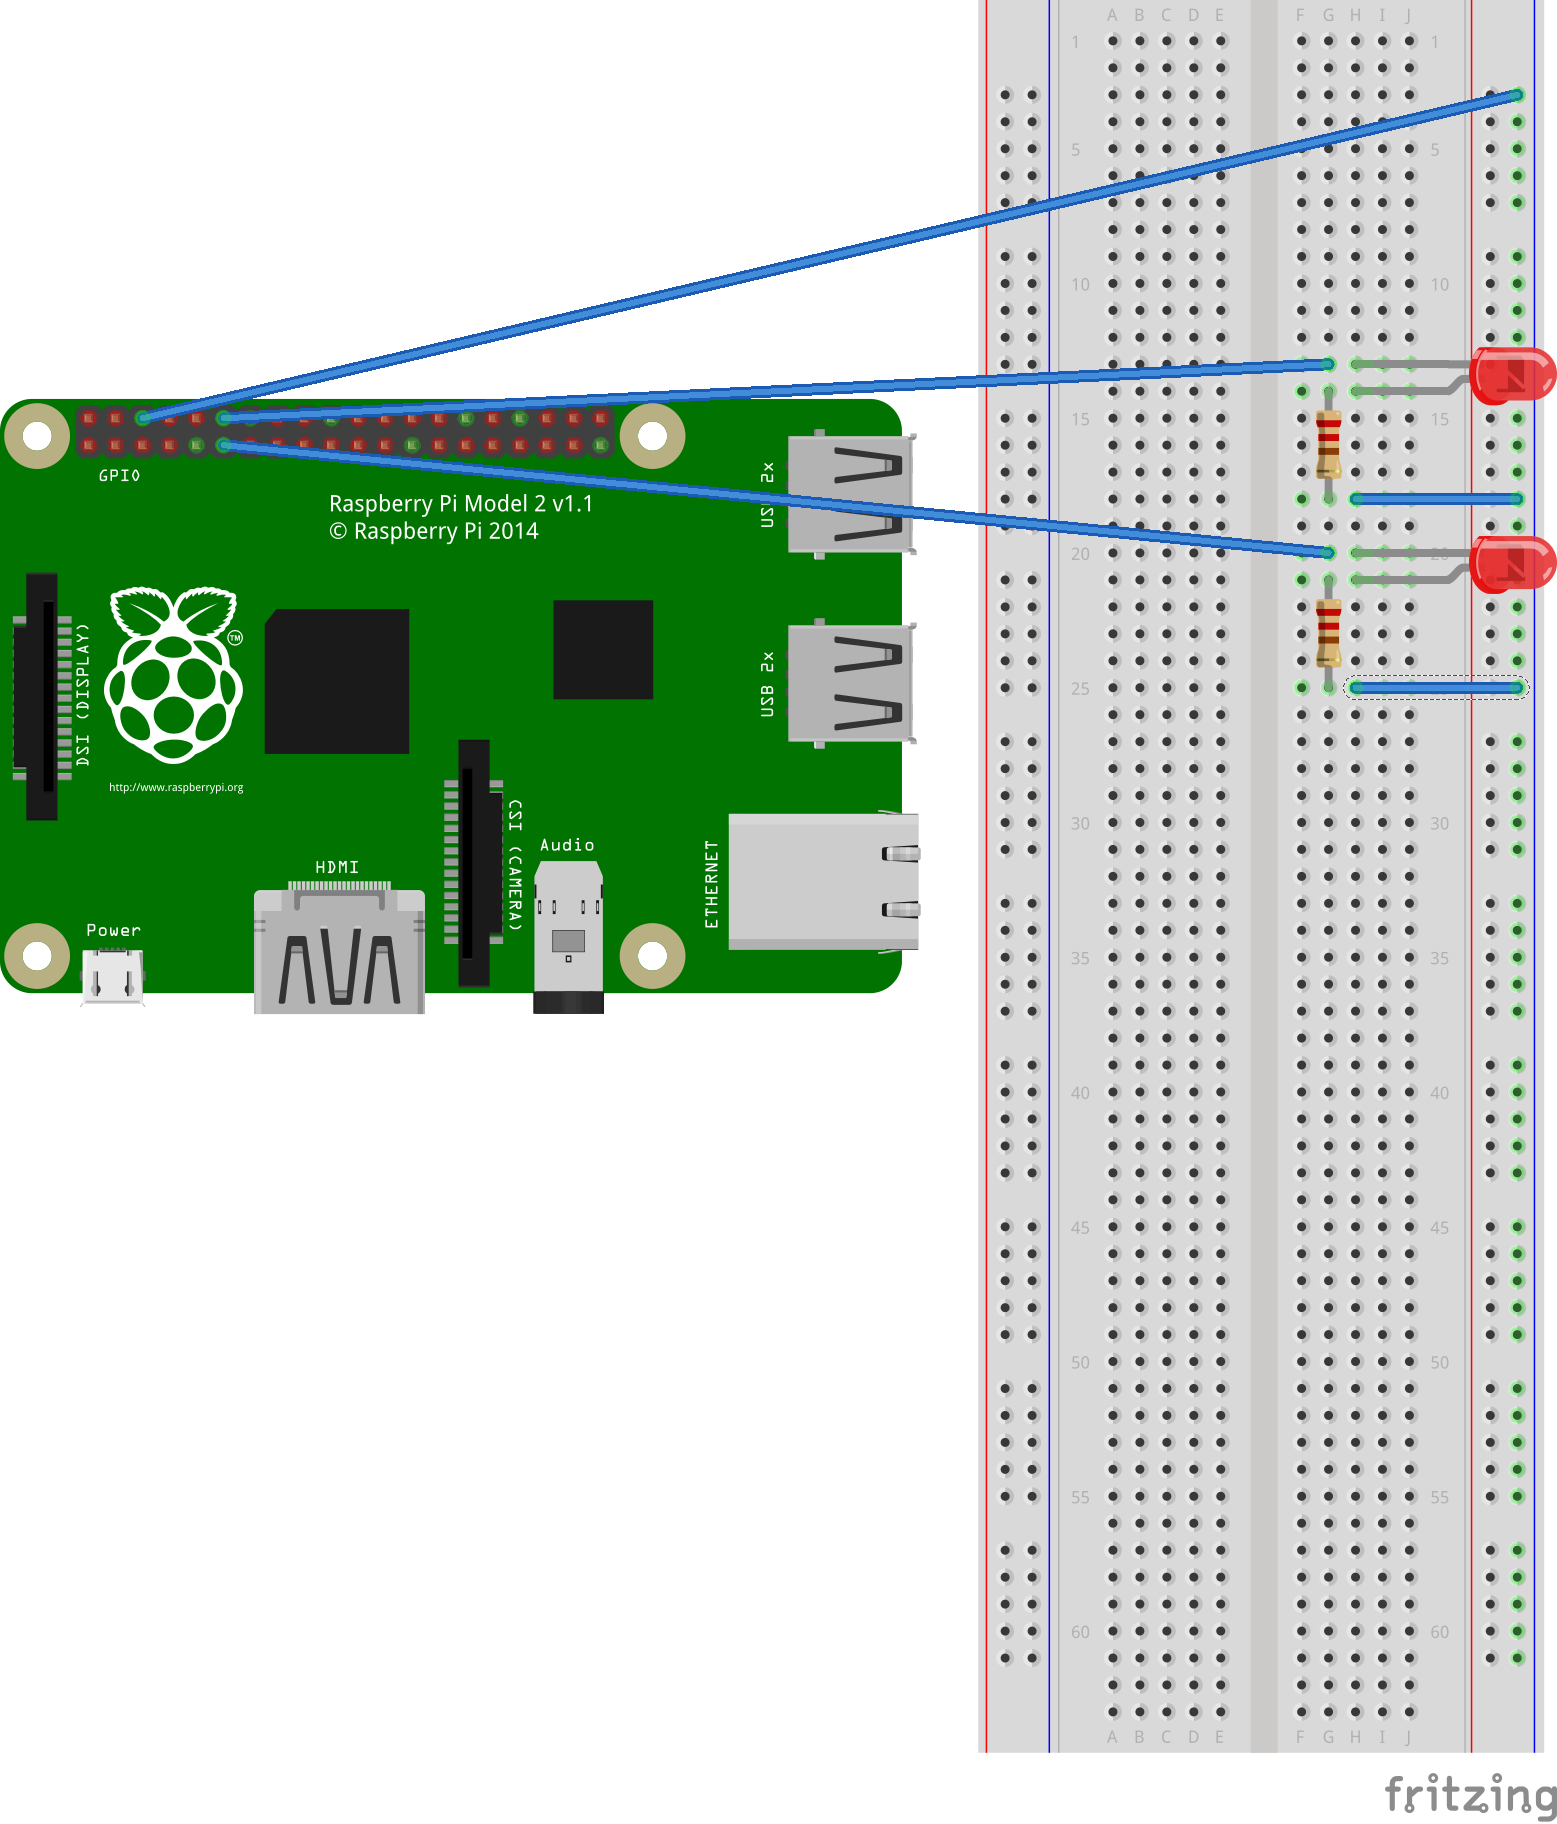 A B C D E F G H I J
1 1
5 5
10 10
15 15
GPIO
Raspberry Pi Model 2 v1.1
© Raspberry Pi 2014
20 20
USB 2x
TM
DSI (DISPLAY)
USB 2x
25 25
http://www.raspberrypi.org
CSI (CAMERA)
30 30
Audio
ETHERNET
HDMI
Power
35 35
40 40
45 45
50 50
55 55
60 60
A B C D E F G H I J
fritzing